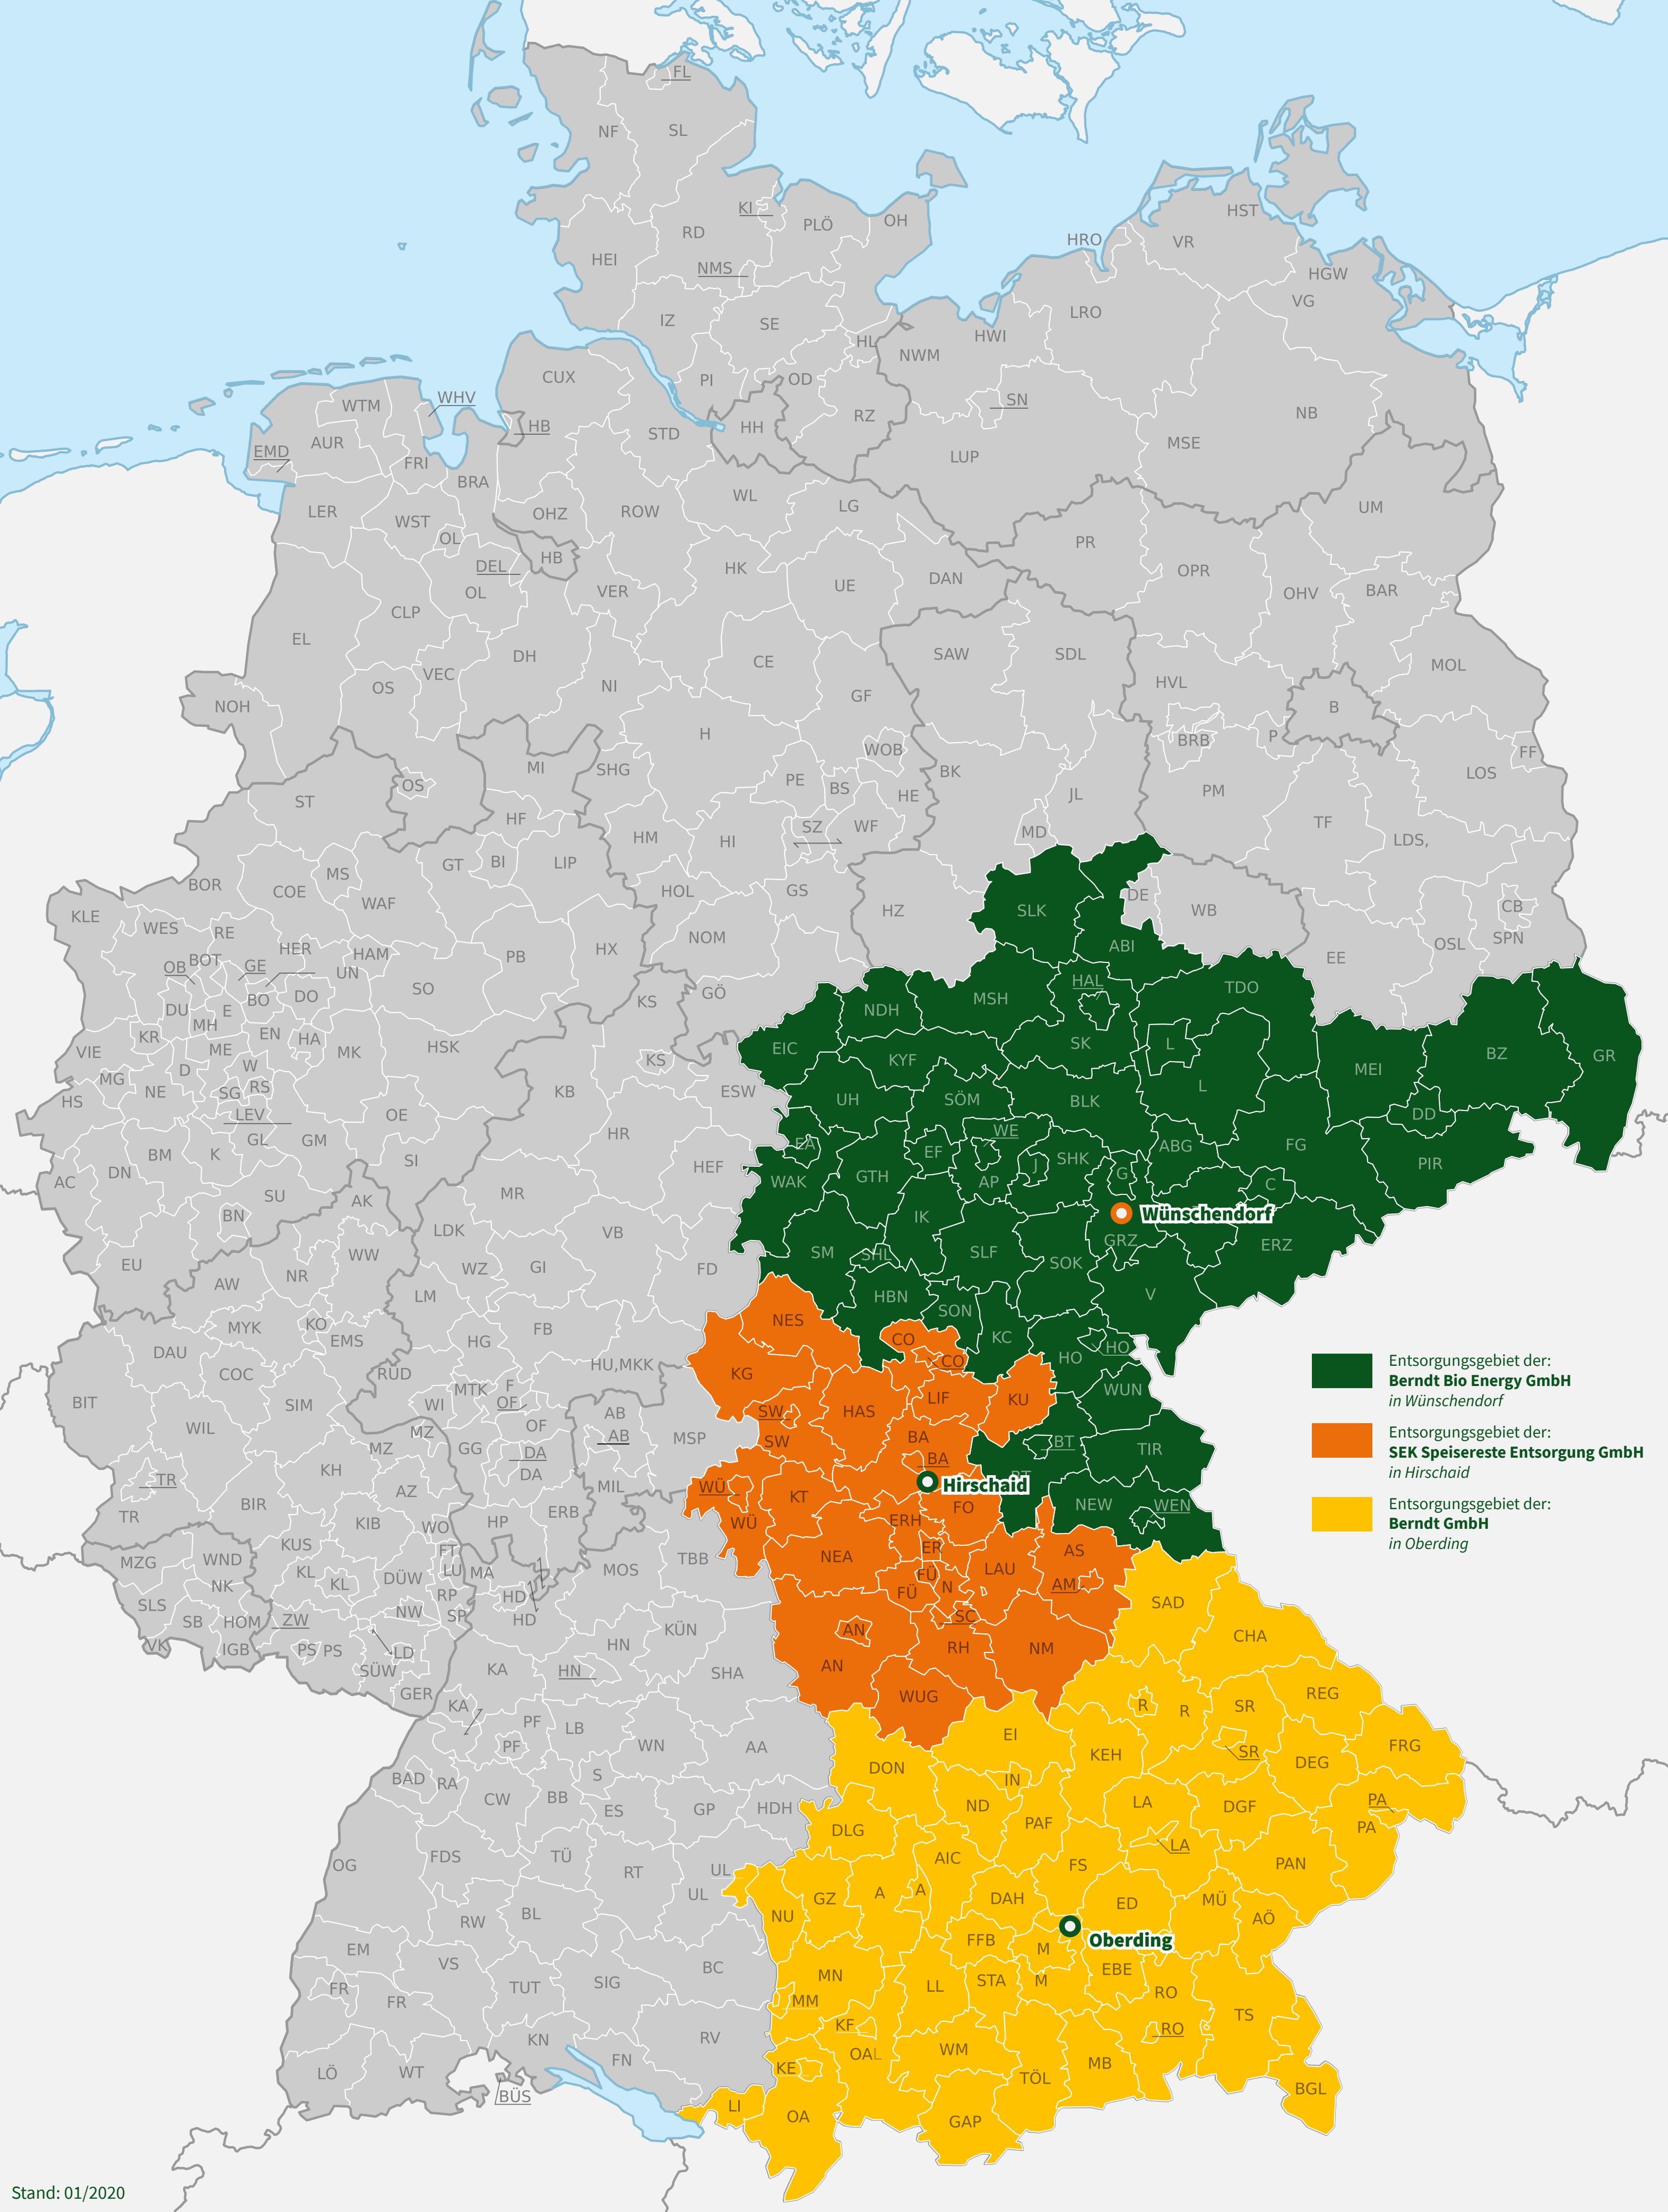 FL
NF
SL
KI
RD
PLÖ
OH
HEI
NMS
HST
HRO
VR
HGW
VG
IZ
SE
LRO
HL
NWM
HWI
PI
OD
CUX
WTM
WHV
SN
RZ
HB
HH
NB
STD
AUR
EMD
FRI
MSE
LUP
BRA
WL
LG
UM
LER
WST
OHZ
ROW
OL
PR
HB
DEL
HK
OPR
DAN
UE
VER
OL
OHV
BAR
CLP
EL
DH
CE
SAW
SDL
MOL
VEC
OS
NI
HVL
GF
NOH
B
H
P
BRB
WOB
FF
MI
SHG
BK
LOS
PE
OS
BS
PM
HE
JL
ST
HF
SZ
WF
TF
MD
HM
HI
LDS,
BI
LIP
GT
MS
BOR
COE
HOL
GS
WAF
DE
CB
SLK
HZ
WB
KLE
WES
RE
NOM
SPN
OSL
ABI
HER
HX
HAM
PB
EE
BOT
OB
GE
UN
HAL
SO
TDO
GÖ
MSH
KS
BO
DO
NDH
DU
E
MH
EN
HA
KR
SK
L
EIC
HSK
ME
VIE
MK
BZ
GR
KYF
KS
W
D
MEI
MG
RS
NE
SG
L
KB
ESW
UH
SÖM
BLK
HS
LEV
OE
DD
HR
WE
GL
GM
EA
FG
ABG
EF
BM
K
SI
SHK
PIR
HEF
J
G
DN
GTH
AC
WAK
AP
C
MR
SU
AK
BN
IK
Wünschendorf
LDK
VB
GRZ
ERZ
WW
SM
SHL
SLF
SOK
EU
WZ
GI
FD
NR
AW
LM
HBN
V
SON
NES
KO
MYK
FB
EMS
HG
CO
KC
HO
DAU
HO
Entsorgungsgebiet der:
Berndt Bio Energy GmbH
in Wünschendorf
CO
HU,MKK
COC
RÜD
KG
F
MTK
WUN
BIT
SIM
WI
OF
LIF
KU
SW
HAS
AB
WIL
OF
MZ
BA
AB
MSP
SW
BT
MZ
GG
DA
TIR
Entsorgungsgebiet der:
SEK Speisereste Entsorgung GmbH
in Hirschaid
BA
KH
DA
TR
Hirschaid
MIL
WÜ
AZ
KT
BIR
FO
NEW
WEN
ERB
TR
HP
ERH
WÜ
KIB
WO
Entsorgungsgebiet der:
Berndt GmbH
in Oberding
KUS
ER
AS
FT
NEA
TBB
MZG
WND
LAU
MOS
KL
LU
MA
FÜ
DÜW
KL
AML
NK
N
FÜ
RP
HD
SAD
SLS
NW
SP
SC
HD
SB
HOM
ZW
AN
KÜN
CHA
VK
IGB
PS
PS
LD
HN
RH
NM
AN
SÜW
KA
HN
SHA
REG
GER
WUG
KA
R
R
SR
PF
LB
EI
FRG
PF
WN
AA
SR
KEH
DEG
DON
S
BAD
RA
IN
PA
CW
BB
ES
GP
HDH
ND
LA
DGF
PAF
PA
DLG
LA
FDS
TÜ
AIC
FS
PAN
OG
RT
UL
A
A
UL
GZ
DAH
ED
MÜ
RW
BL
NU
AÖ
Oberding
EM
FFB
M
VS
BC
EBE
MN
STA
M
LL
TUT
SIG
FR
RO
FR
MM
TS
KN
RV
KF
RO
WM
OAL
FN
MB
LÖ
WT
KE
TÖL
BGL
BÜS
LI
OA
GAP
Stand: 01/2020